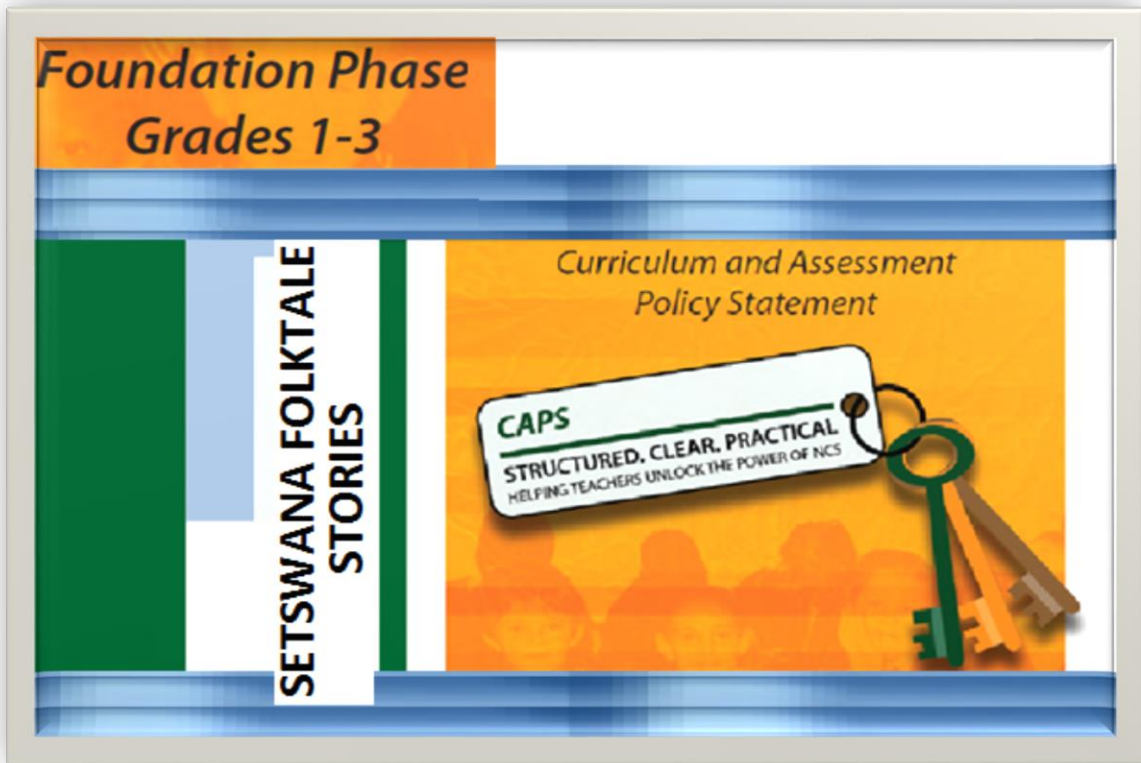 Foundation Phase
Grades 1-3
SETSWANA FOLKTALE
STORIES
Curriculum and Assessment
Policy Statement
CAPS
STRUCTURED. CLEAR. PRACTICAL
HELPING TEACHERS UNLOCK THE POWER OF NCS